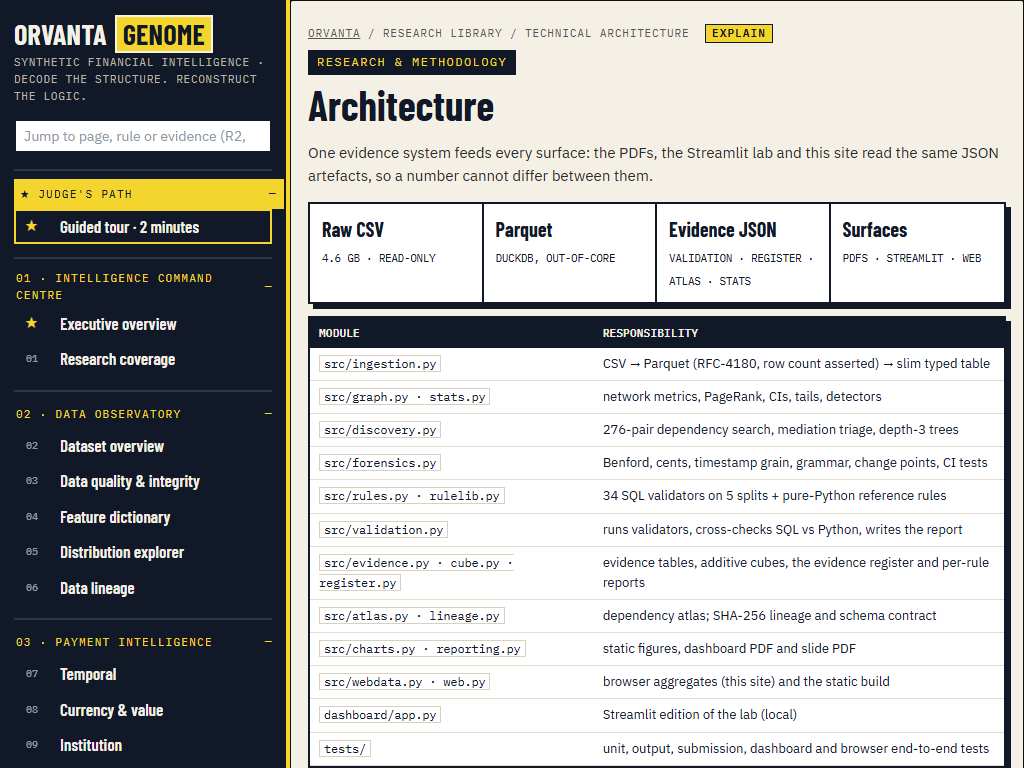 ORVANTA GENOME
SYNTHETIC FINANCIAL INTELLIGENCE ·
DECODE THE STRUCTURE. RECONSTRUCT
THE LOGIC.
Jump to page, rule or evidence (R2,
★ JUDGE'S PATH −
★ Guided tour · 2 minutes
01 · INTELLIGENCE COMMAND
CENTRE −
★ Executive overview
01 Research coverage
02 · DATA OBSERVATORY −
02 Dataset overview
03 Data quality & integrity
04 Feature dictionary
05 Distribution explorer
06 Data lineage
03 · PAYMENT INTELLIGENCE −
07 Temporal
08 Currency & value
09 Institution
ORVANTA / RESEARCH LIBRARY / TECHNICAL ARCHITECTURE EXPLAIN
RESEARCH & METHODOLOGY
Architecture
One evidence system feeds every surface: the PDFs, the Streamlit lab and this site read the same JSON
artefacts, so a number cannot differ between them.
Raw CSV
4.6 GB · READ-ONLY
Parquet
DUCKDB, OUT-OF-CORE
Evidence JSON
VALIDATION · REGISTER ·
ATLAS · STATS
Surfaces
PDFS · STREAMLIT · WEB
MODULE RESPONSIBILITY
src/ingestion.py CSV → Parquet (RFC-4180, row count asserted) → slim typed table
src/graph.py · stats.py network metrics, PageRank, CIs, tails, detectors
src/discovery.py 276-pair dependency search, mediation triage, depth-3 trees
src/forensics.py Benford, cents, timestamp grain, grammar, change points, CI tests
src/rules.py · rulelib.py 34 SQL validators on 5 splits + pure-Python reference rules
src/validation.py runs validators, cross-checks SQL vs Python, writes the report
src/evidence.py · cube.py · evidence tables, additive cubes, the evidence register and per-rule
register.py reports
src/atlas.py · lineage.py dependency atlas; SHA-256 lineage and schema contract
src/charts.py · reporting.py static figures, dashboard PDF and slide PDF
src/webdata.py · web.py browser aggregates (this site) and the static build
dashboard/app.py Streamlit edition of the lab (local)
tests/ unit, output, submission, dashboard and browser end-to-end tests